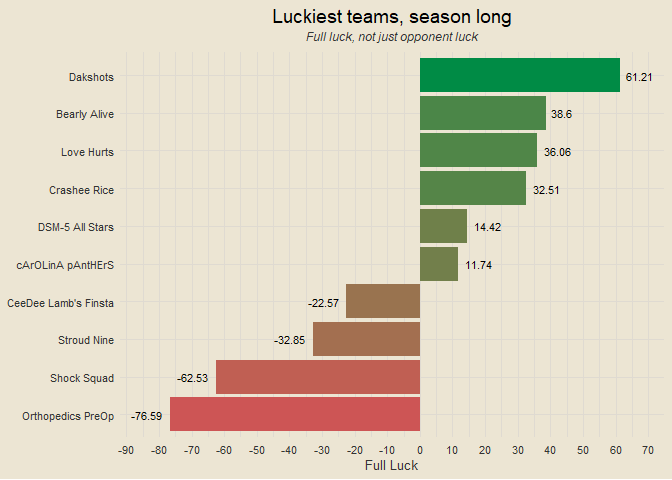 Luckiest teams, season long
Full luck, not just opponent luck
Dakshots 61.21
Bearly Alive 38.6
Love Hurts 36.06
Crashee Rice 32.51
DSM-5 All Stars 14.42
cArOLinA pAntHErS 11.74
CeeDee Lamb's Finsta -22.57
Stroud Nine -32.85
Shock Squad -62.53
Orthopedics PreOp -76.59
-90 -80 -70 -60 -50 -40 -30 -20 -10 0 10 20 30 40 50 60 70
Full Luck